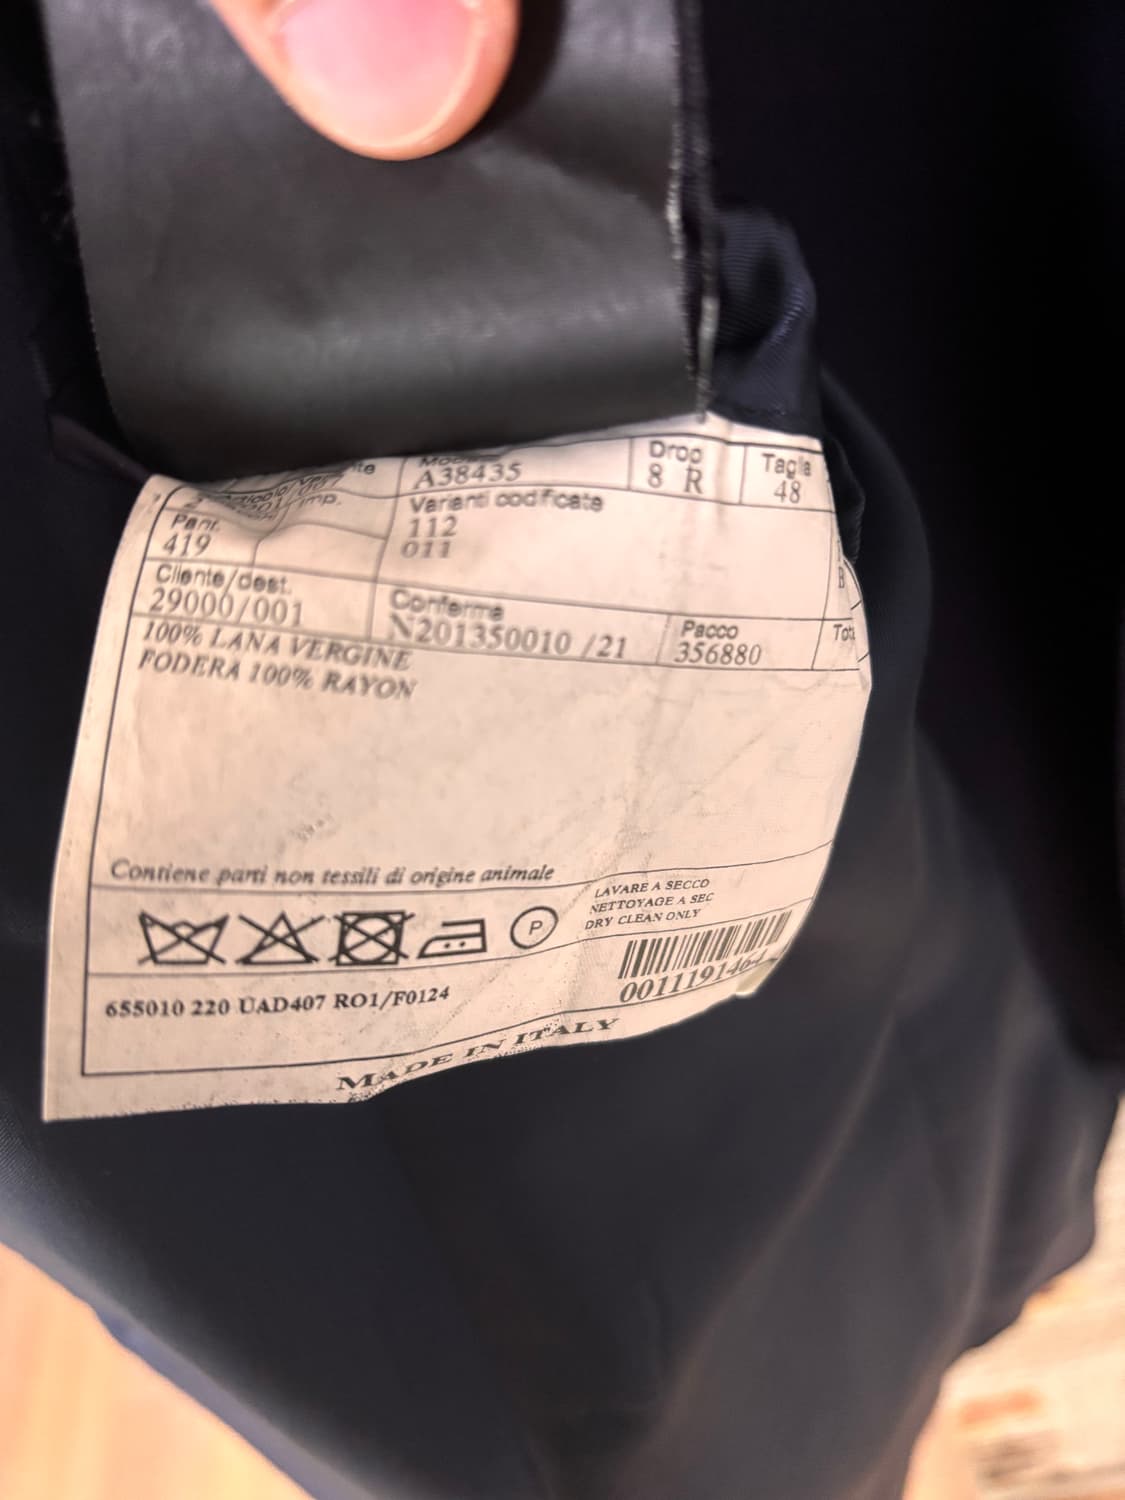 A38435
Drop
8 R
Taglia
48
Varianti codificate
112
011
Part.
419
Cliente/dest.
29000/001
Conferma
N201350010 /21
Pacco
356880
100% LANA VERGINE
FODERA 100% RAYON
Contiene parti non tessili di origine animale
P
LAVARE A SECCO
NETTOYAGE A SEC
DRY CLEAN ONLY
655010 220 UAD407 RO1/F0124
MADE IN ITALY